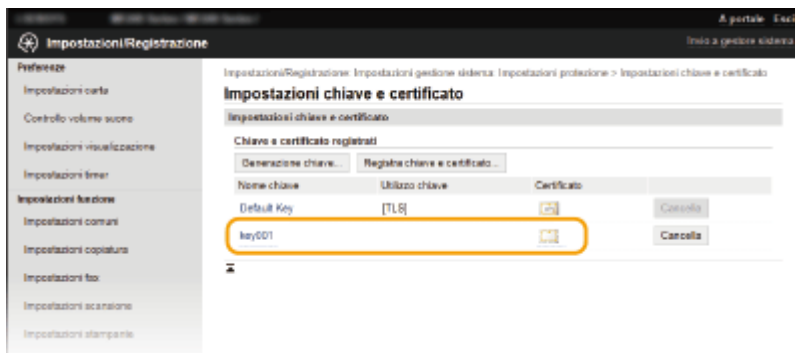 A portale Esci
Impostazioni/Registrazione
Invio a gestore sistema
Preferenze
Impostazioni carta
Controllo volume suono
Impostazioni visualizzazione
Impostazioni timer
Impostazioni funzione
Impostazioni comuni
Impostazioni copiatura
Impostazioni fax
Impostazioni scansione
Impostazioni stampante
Impostazioni/Registrazione: Impostazioni gestione sistema: Impostazioni protezione > Impostazioni chiave e certificato
Impostazioni chiave e certificato
Impostazioni chiave e certificato
Chiave e certificato registrati
Generazione chiave... Registra chiave e certificato...
Nome chiave Utilizzo chiave Certificato
Default Key [TLS] Cancella
key001 Cancella